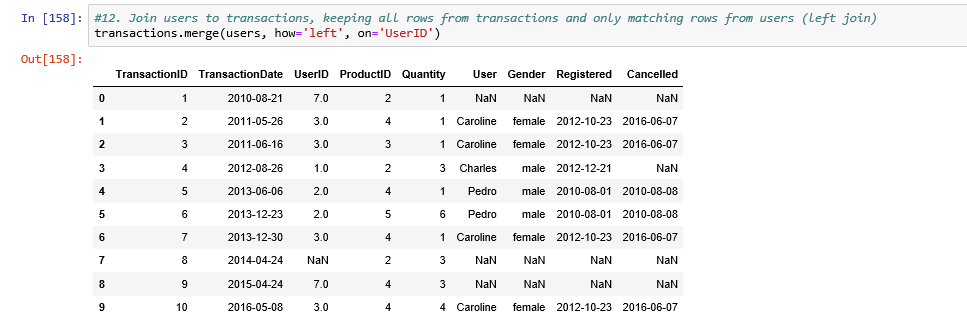 In [158]: #12. Join users to transactions, keeping all rows from transactions and only matching rows from users (left join)
transactions.merge(users, how='left', on='UserID')
Out[158]:
TransactionID TransactionDate UserID ProductID Quantity User Gender Registered Cancelled
0 1 2010-08-21 7.0 2 1 NaN NaN NaN NaN
1 2 2011-05-26 3.0 4 1 Caroline female 2012-10-23 2016-06-07
2 3 2011-06-16 3.0 3 1 Caroline female 2012-10-23 2016-06-07
3 4 2012-08-26 1.0 2 3 Charles male 2012-12-21 NaN
4 5 2013-06-06 2.0 4 1 Pedro male 2010-08-01 2010-08-08
5 6 2013-12-23 2.0 5 6 Pedro male 2010-08-01 2010-08-08
6 7 2013-12-30 3.0 4 1 Caroline female 2012-10-23 2016-06-07
7 8 2014-04-24 NaN 2 3 NaN NaN NaN NaN
8 9 2015-04-24 7.0 4 3 NaN NaN NaN NaN
9 10 2016-05-08 3.0 4 4 Caroline female 2012-10-23 2016-06-07